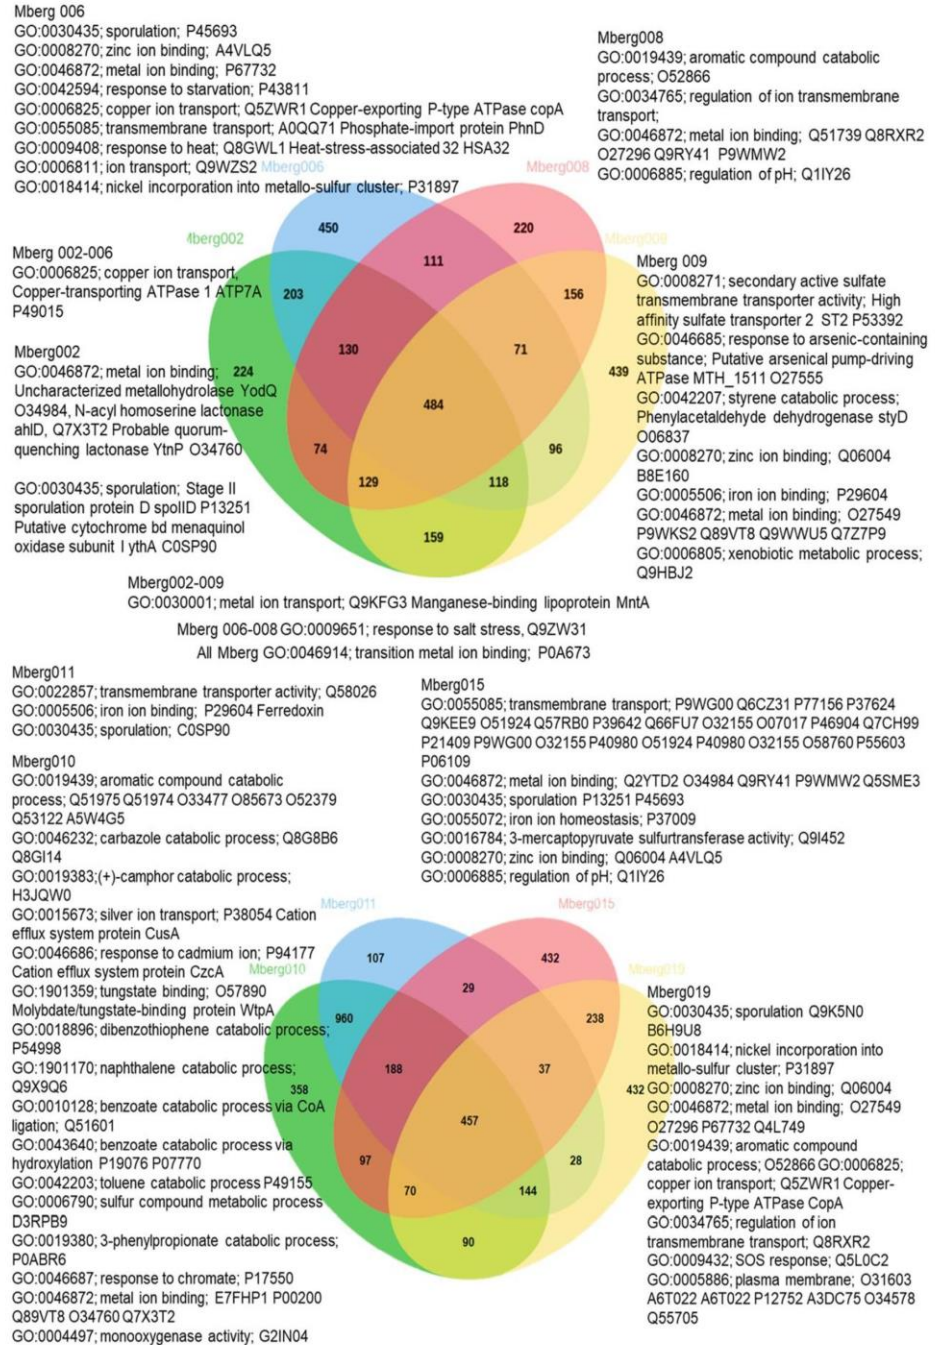 Mberg 006
GO:0030435; sporulation; P45693
GO:0008270; zinc ion binding; A4VLQ5
GO:0046872; metal ion binding; P67732
GO:0042594; response to starvation; P43811
GO:0006825; copper ion transport; Q5ZWR1 Copper-exporting P-type ATPase copA
GO:0055085; transmembrane transport; A0QQ71 Phosphate-import protein PhnD
GO:0009408; response to heat; Q8GWL1 Heat-stress-associated 32 HSA32
GO:0006811; ion transport; Q9WZS2
GO:0018414; nickel incorporation into metallo-sulfur cluster; P31897
Mberg008
GO:0019439; aromatic compound catabolic
process; O52866
GO:0034765; regulation of ion transmembrane
transport;
GO:0046872; metal ion binding; Q51739 Q8RXR2
O27296 Q9RY41 P9WMW2
GO:0006885; regulation of pH; Q1IY26
Mberg006
Mberg008
Mberg002
Mberg009
450
220
111
203
156
130
71
224
439
484
74
96
129
118
159
Mberg 002-006
GO:0006825; copper ion transport,
Copper-transporting ATPase 1 ATP7A
P49015
Mberg002
GO:0046872; metal ion binding;
Uncharacterized metallohydrolase YodQ
O34984, N-acyl homoserine lactonase
ahlD, Q7X3T2 Probable quorum-
quenching lactonase YtnP O34760
GO:0030435; sporulation; Stage II
sporulation protein D spoIID P13251
Putative cytochrome bd menaquinol
oxidase subunit I ythA C0SP90
Mberg 009
GO:0008271; secondary active sulfate
transmembrane transporter activity; High
affinity sulfate transporter 2 ST2 P53392
GO:0046685; response to arsenic-containing
substance; Putative arsenical pump-driving
ATPase MTH_1511 O27555
GO:0042207; styrene catabolic process;
Phenylacetaldehyde dehydrogenase styD
O06837
GO:0008270; zinc ion binding; Q06004
B8E160
GO:0005506; iron ion binding; P29604
GO:0046872; metal ion binding; O27549
P9WKS2 Q89VT8 Q9WWU5 Q7Z7P9
GO:0006805; xenobiotic metabolic process;
Q9HBJ2
Mberg002-009
GO:0030001; metal ion transport; Q9KFG3 Manganese-binding lipoprotein MntA
Mberg 006-008 GO:0009651; response to salt stress, Q9ZW31
All Mberg GO:0046914; transition metal ion binding; P0A673
Mberg011
GO:0022857; transmembrane transporter activity; Q58026
GO:0005506; iron ion binding; P29604 Ferredoxin
GO:0030435; sporulation; C0SP90
Mberg015
GO:0055085; transmembrane transport; P9WG00 Q6CZ31 P77156 P37624
Q9KEE9 O51924 Q57RB0 P39642 Q66FU7 O32155 O07017 P46904 Q7CH99
P21409 P9WG00 O32155 P40980 O51924 P40980 O32155 O58760 P55603
P06109
GO:0046872; metal ion binding; Q2YTD2 O34984 Q9RY41 P9WMW2 Q5SME3
GO:0030435; sporulation P13251 P45693
GO:0055072; iron ion homeostasis; P37009
GO:0016784; 3-mercaptopyruvate sulfurtransferase activity; Q9I452
GO:0008270; zinc ion binding; Q06004 A4VLQ5
GO:0006885; regulation of pH; Q1IY26
Mberg010
GO:0019439; aromatic compound catabolic
process; Q51975 Q51974 O33477 O85673 O52379
Q53122 A5W4G5
GO:0046232; carbazole catabolic process; Q8G8B6
Q8GI14
GO:0019383;(+)-camphor catabolic process;
H3JQW0
GO:0015673; silver ion transport; P38054 Cation
efflux system protein CusA
GO:0046686; response to cadmium ion; P94177
Cation efflux system protein CzcA
GO:1901359; tungstate binding; O57890
Molybdate/tungstate-binding protein WtpA
GO:0018896; dibenzothiophene catabolic process;
P54998
GO:1901170; naphthalene catabolic process;
Q9X9Q6
GO:0010128; benzoate catabolic process via CoA
ligation; Q51601
GO:0043640; benzoate catabolic process via
hydroxylation P19076 P07770
GO:0042203; toluene catabolic process P49155
GO:0006790; sulfur compound metabolic process
D3RPB9
GO:0019380; 3-phenylpropionate catabolic process;
P0ABR6
GO:0046687; response to chromate; P17550
GO:0046872; metal ion binding; E7FHP1 P00200
Q89VT8 O34760 Q7X3T2
GO:0004497; monooxygenase activity; G2IN04
Mberg011
Mberg015
Mberg010
Mberg019
107
432
29
960
238
188
37
358
432
457
97
28
70
144
90
Mberg019
GO:0030435; sporulation Q9K5N0
B6H9U8
GO:0018414; nickel incorporation into
metallo-sulfur cluster; P31897
GO:0008270; zinc ion binding; Q06004
GO:0046872; metal ion binding; O27549
O27296 P67732 Q4L749
GO:0019439; aromatic compound
catabolic process; O52866 GO:0006825;
copper ion transport; Q5ZWR1 Copper-
exporting P-type ATPase CopA
GO:0034765; regulation of ion
transmembrane transport; Q8RXR2
GO:0009432; SOS response; Q5L0C2
GO:0005886; plasma membrane; O31603
A6T022 A6T022 P12752 A3DC75 O34578
Q55705